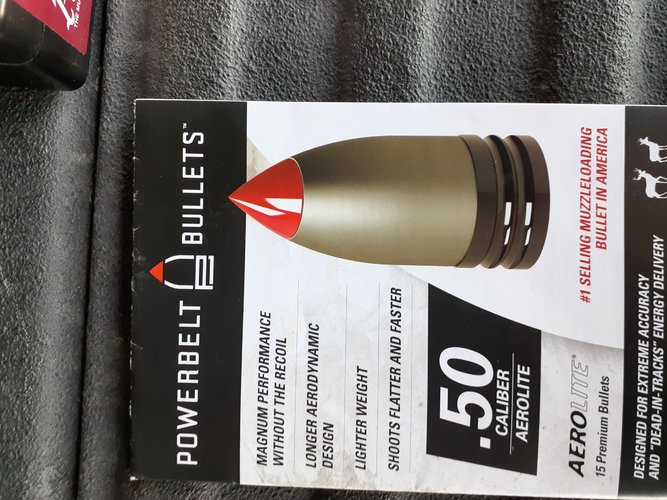 POWERBELT BULLETS™
MAGNUM PERFORMANCE
WITHOUT THE RECOIL
LONGER AERODYNAMIC
DESIGN
LIGHTER WEIGHT
SHOOTS FLATTER AND FASTER
.50
CALIBER
AEROLITE
#1 SELLING MUZZLELOADING
BULLET IN AMERICA
AEROLITE®
15 Premium Bullets
DESIGNED FOR EXTREME ACCURACY
AND "DEAD-IN-TRACKS" ENERGY DELIVERY